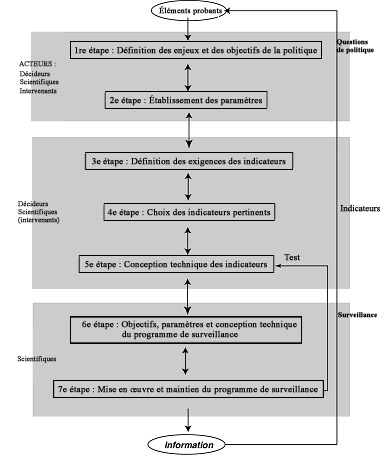 Éléments probants
1re étape : Définition des enjeux et des objectifs de la politique
Questions
de politique
ACTEURS :
Décideurs
Scientifiques
Intervenants
2e étape : Établissement des paramètres
3e étape : Définition des exigences des indicateurs
Décideurs
Scientifiques
(intervenants)
4e étape : Choix des indicateurs pertinents
Indicateurs
5e étape : Conception technique des indicateurs
Test
Surveillance
6e étape : Objectifs, paramètres et conception technique
du programme de surveillance
Scientifiques
7e étape : Mise en œuvre et maintien du programme de surveillance
Information